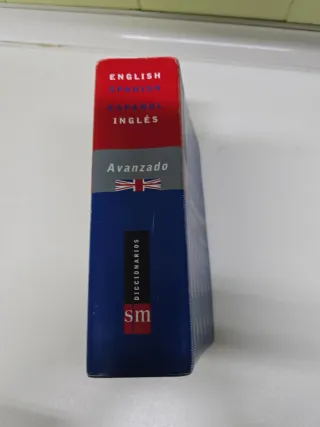 ENGLISH
SPANISH
ESPAÑOL
INGLÉS
Avanzado
DICCIONARIOS
sm